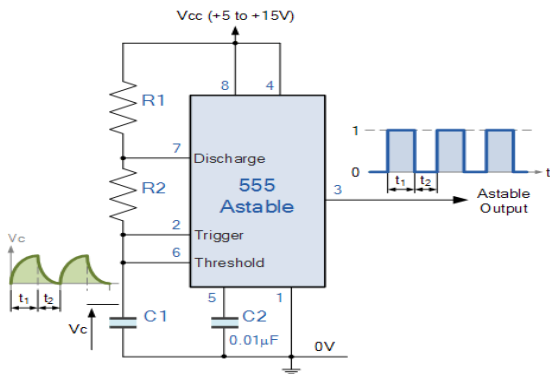 Vcc (+5 to +15V)
8
4
R1
7
Discharge
1
0
t₁
t₂
t
555
Astable
3
Astable
Output
R2
2
Trigger
6
Threshold
Vc
t₁
t₂
Vc
C1
5
C2
1
0.01µF
0V